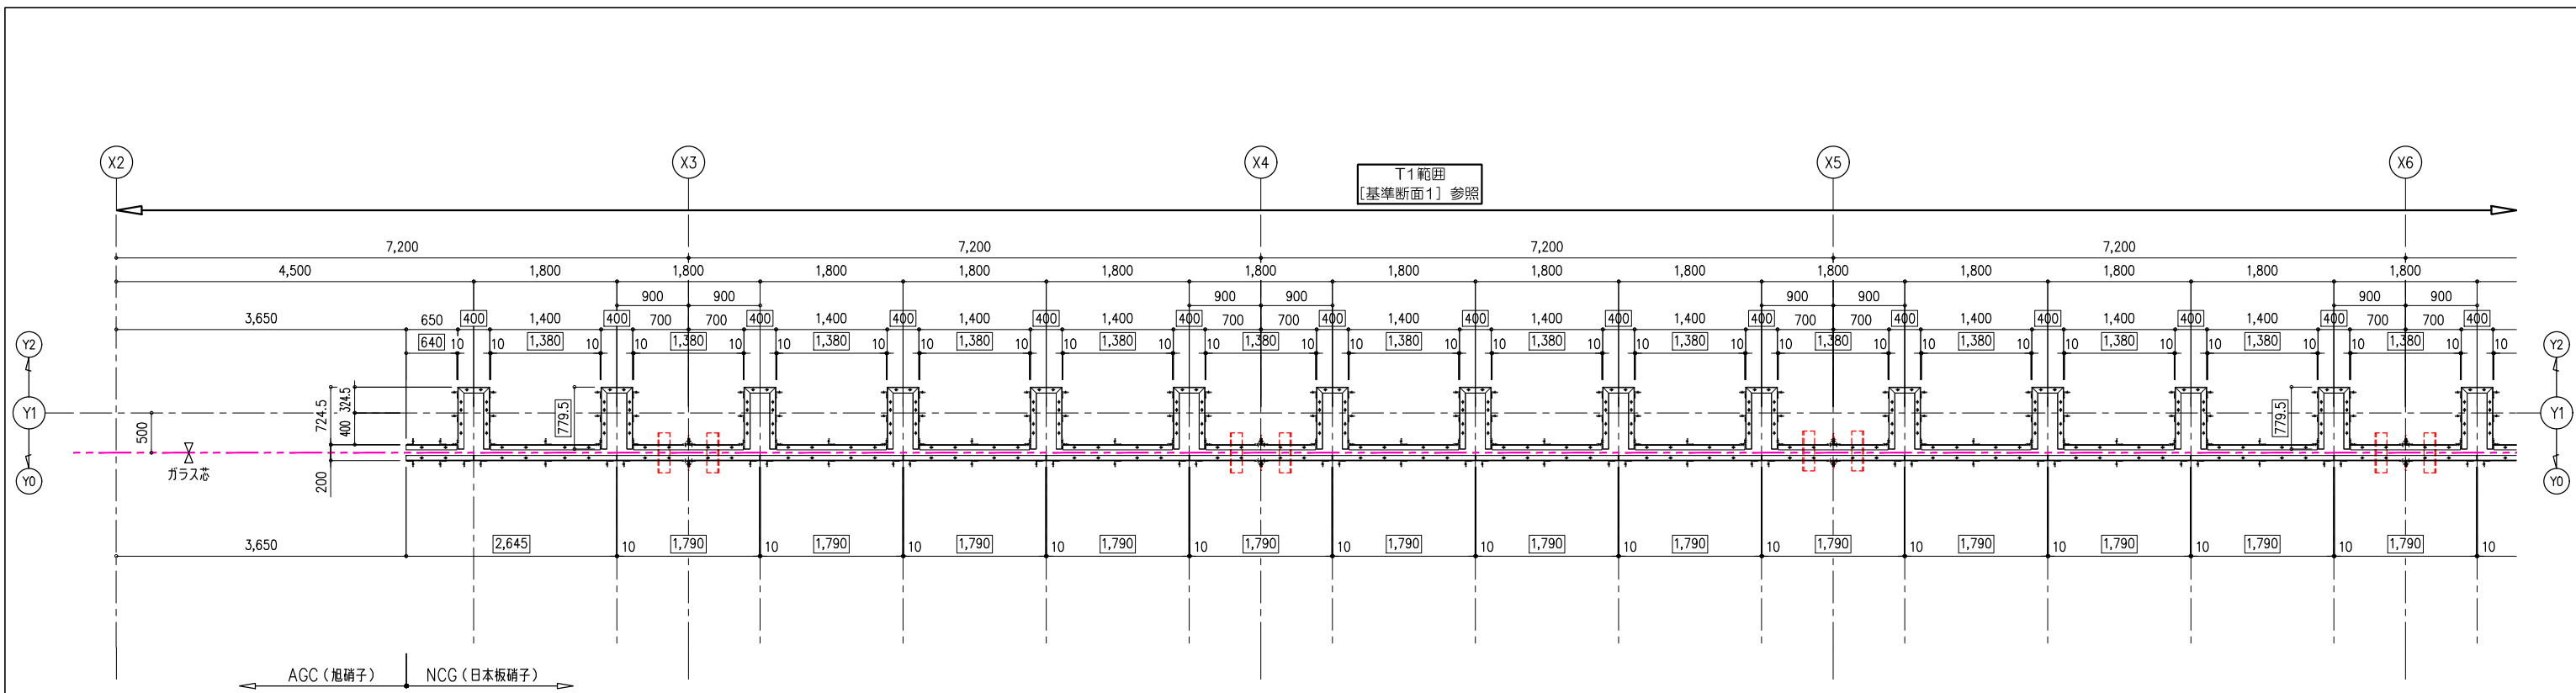 X2 X3 X4 X5 X6
T1範囲
[基準断面1] 参照
7,200 7,200 7,200 7,200
4,500 1,800 1,800 1,800 1,800 1,800 1,800 1,800 1,800 1,800 1,800 1,800 1,800 1,800 1,800
900 900 900 900 900 900 900 900
3,650 650 400 1,400 400 700 700 400 1,400 400 1,400 400 1,400 400 700 700 400 1,400 400 1,400 400 1,400 400 700 700 400 1,400 400 1,400 400 1,400 400 700 700 400
640 10 10 1,380 10 10 1,380 10 10 1,380 10 10 1,380 10 10 1,380 10 10 1,380 10 10 1,380 10 10 1,380 10 10 1,380 10 10 1,380 10 10 1,380 10 10 1,380 10 10 1,380 10 10 1,380 10 10
Y2 Y2
724.5 324.5 779.5 779.5
Y1 Y1
500 400
ガラス芯 200
Y0 Y0
3,650 2,645 10 1,790 10 1,790 10 1,790 10 1,790 10 1,790 10 1,790 10 1,790 10 1,790 10 1,790 10 1,790 10 1,790 10 1,790 10 1,790 10
AGC (旭硝子) NCG (日本板硝子)